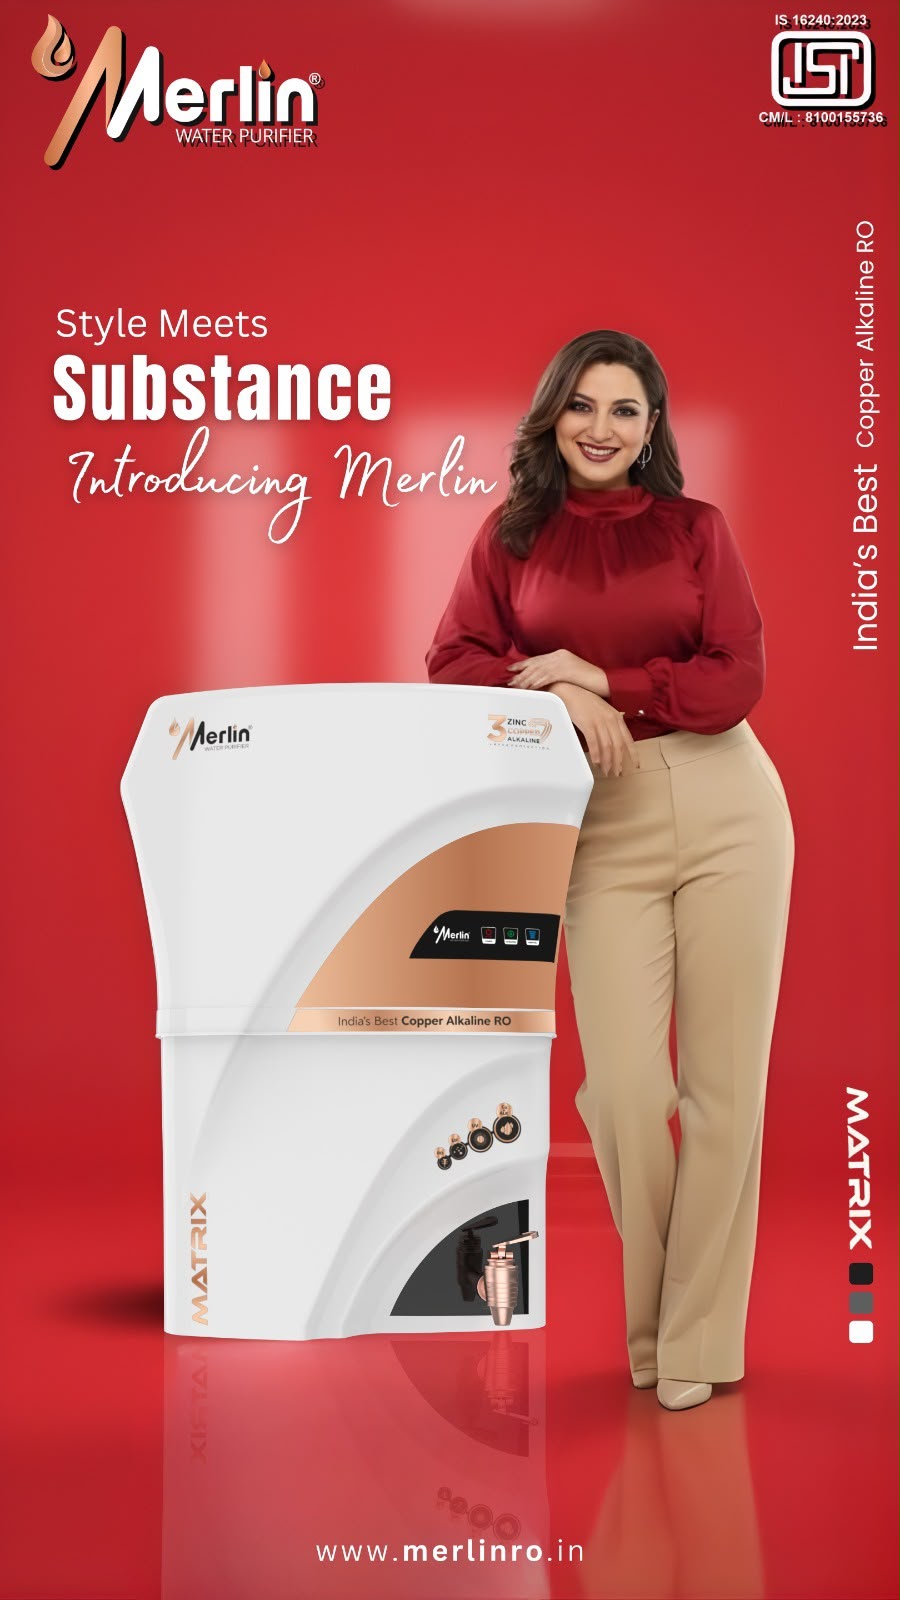 Merlin®
WATER PURIFIER
IS 16240:2023
ISI
CM/L : 8100155736
India's Best Copper Alkaline RO
Style Meets
Substance
Introducing Merlin
Merlin
WATER PURIFIER
3 ZINC
COPPER
ALKALINE
Merlin
India's Best Copper Alkaline RO
MATRIX
MATRIX
www.merlinro.in